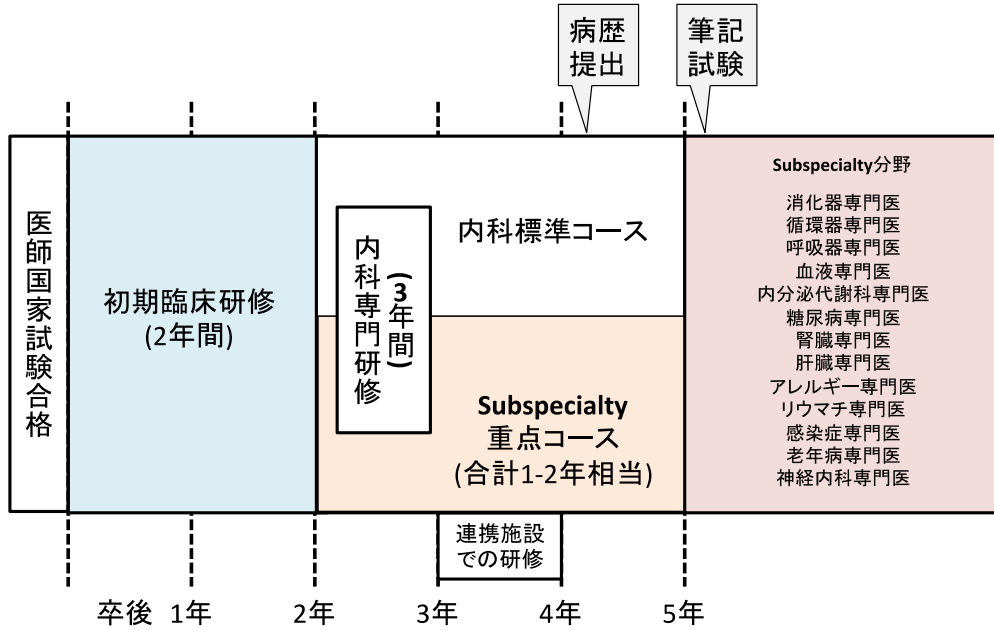 病歴
提出
筆記
試験
医師国家試験合格
初期臨床研修
(2年間)
内科専門研修
(3年間)
内科標準コース
Subspecialty
重点コース
(合計1-2年相当)
連携施設
での研修
Subspecialty分野
消化器専門医
循環器専門医
呼吸器専門医
血液専門医
内分泌代謝科専門医
糖尿病専門医
腎臓専門医
肝臓専門医
アレルギー専門医
リウマチ専門医
感染症専門医
老年病専門医
神経内科専門医
卒後 1年 2年 3年 4年 5年